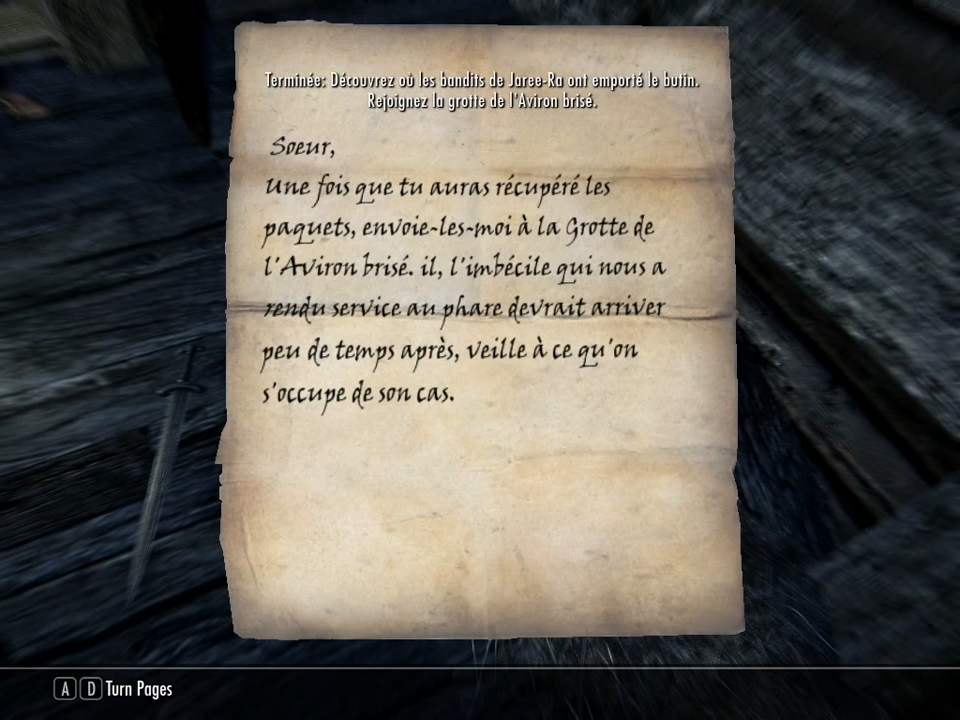 Terminée: Découvrez où les bandits de Jaree-Ra ont emporté le butin.
Rejoignez la grotte de l'Aviron brisé.
Soeur,
Une fois que tu auras récupéré les
paquets, envoie-les-moi à la Grotte de
l'Aviron brisé. il, l'imbécile qui nous a
rendu service au phare devrait arriver
peu de temps après, veille à ce qu'on
s'occupe de son cas.
A D Turn Pages